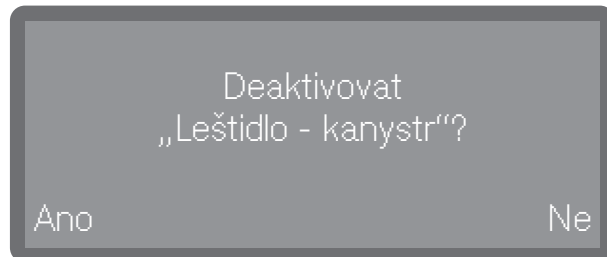 Deaktivovat
„Leštidlo - kanystr“?
Ano Ne